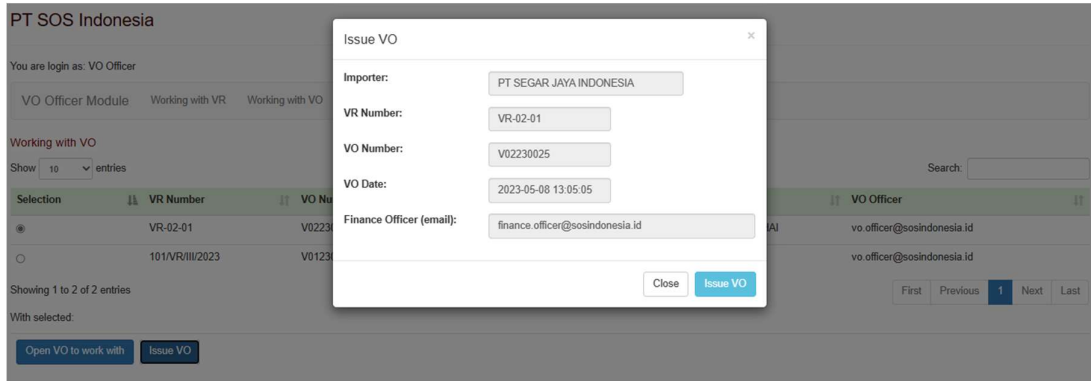 PT SOS Indonesia
You are login as: VO Officer
VO Officer Module Working with VR Working with VO
Working with VO
Show 10 entries Search:
Selection VR Number VO Nu VO Officer
VR-02-01 V0223 AI vo.officer@sosindonesia.id
101/VR/III/2023 V0123 vo.officer@sosindonesia.id
Showing 1 to 2 of 2 entries First Previous 1 Next Last
With selected:
Open VO to work with Issue VO
Issue VO ×
Importer: PT SEGAR JAYA INDONESIA
VR Number: VR-02-01
VO Number: V02230025
VO Date: 2023-05-08 13:05:05
Finance Officer (email): finance.officer@sosindonesia.id
Close Issue VO